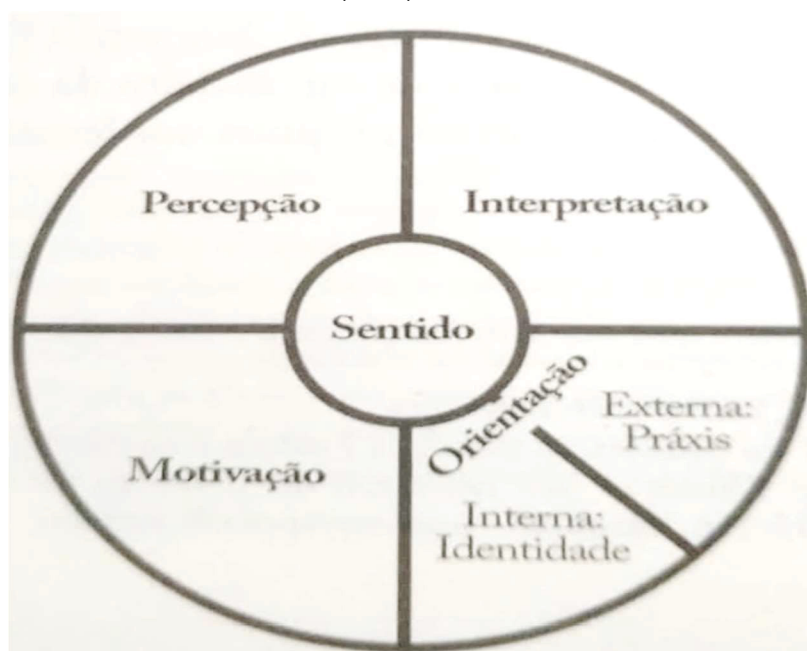 Percepção
Interpretação
Sentido
Orientação
Externa:
Práxis
Motivação
Interna:
Identidade